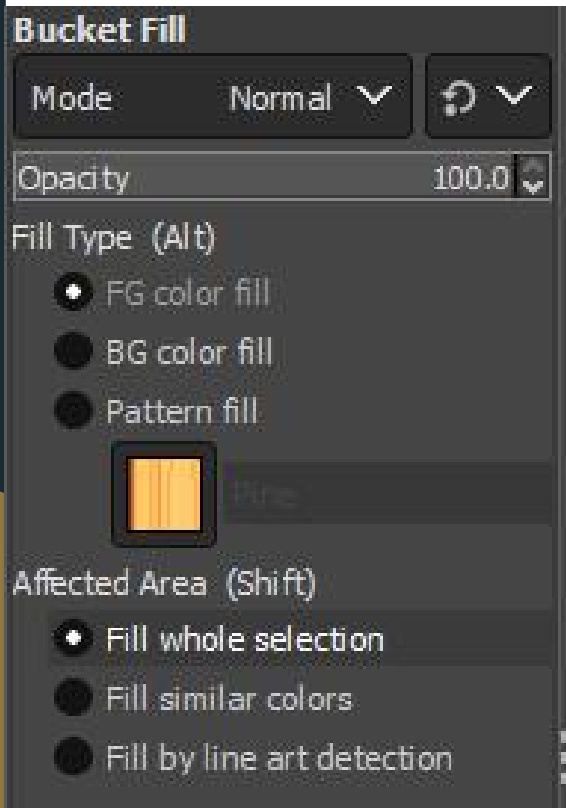 Bucket Fill
Mode Normal
Opacity 100.0
Fill Type (Alt)
FG color fill
BG color fill
Pattern fill
Pine
Affected Area (Shift)
Fill whole selection
Fill similar colors
Fill by line art detection